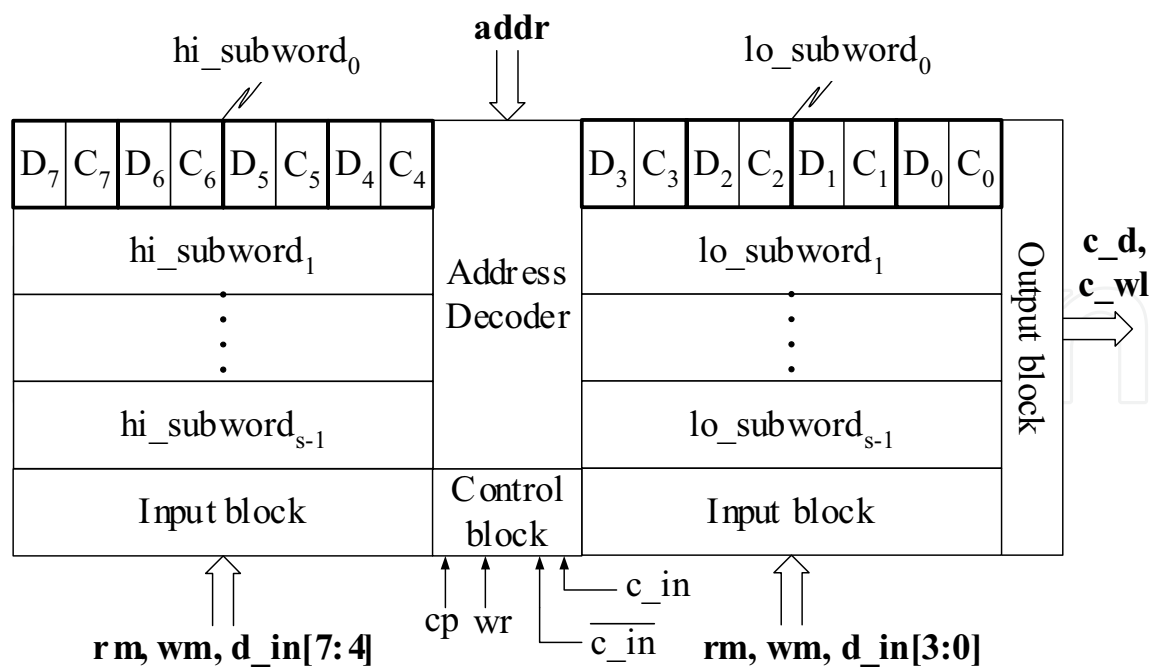 addr
hi_subword₀
lo_subword₀
D₇ C₇ D₆ C₆ D₅ C₅ D₄ C₄
D₃ C₃ D₂ C₂ D₁ C₁ D₀ C₀
hi_subword₁
Address
Decoder
lo_subword₁
Output block
c_d,
c_wl
hi_subwordₛ₋₁
lo_subwordₛ₋₁
Input block
Control
block
Input block
cp
wr
c_in
c̅_̅i̅n̅
rm, wm, d_in[7:4]
rm, wm, d_in[3:0]